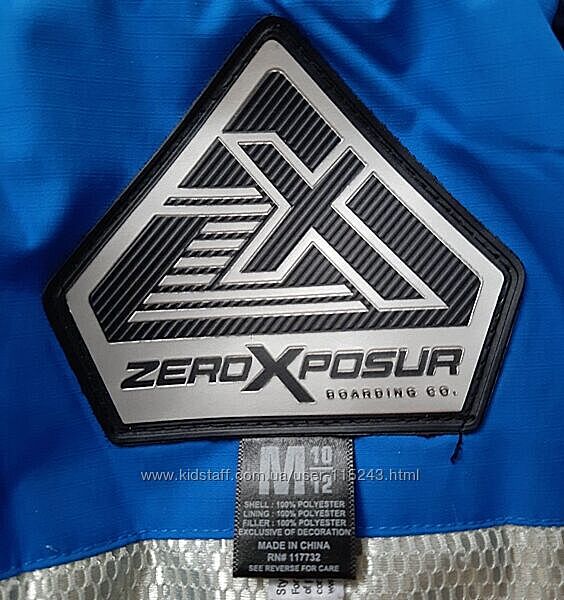 ZEROXPOSUR
BOARDING CO.
M 10/12
SHELL : 100% POLYESTER
LINING : 100% POLYESTER
FILLER : 100% POLYESTER
EXCLUSIVE OF DECORATION
MADE IN CHINA
RN# 117732
SEE REVERSE FOR CARE
www.kidstaff.com.ua/user-115243.html